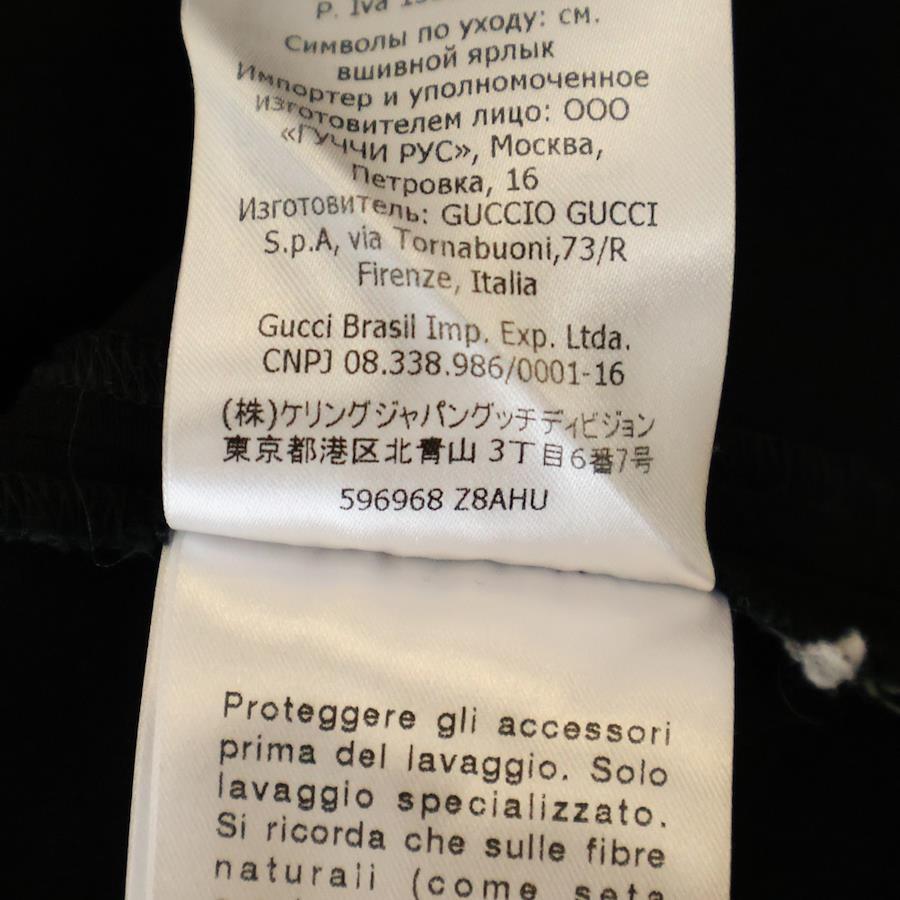 P. Iva
Символы по уходу: см.
вшивной ярлык
Импортер и уполномоченное
изготовителем лицо: ООО
«ГУЧЧИ РУС», Москва,
Петровка, 16
Изготовитель: GUCCIO GUCCI
S.p.A, via Tornabuoni,73/R
Firenze, Italia
Gucci Brasil Imp. Exp. Ltda.
CNPJ 08.338.986/0001-16
(株)ケリングジャパングッチディビジョン
東京都港区北青山 3丁目6番7号
596968 Z8AHU
Proteggere gli accessori
prima del lavaggio. Solo
lavaggio specializzato.
Si ricorda che sulle fibre
naturaii (come seta